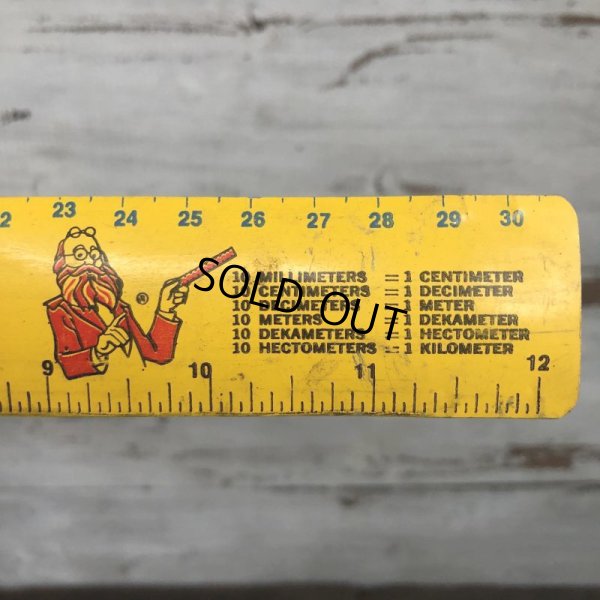 2 23 24 25 26 27 28 29 30
®
10 MILLIMETERS = 1 CENTIMETER
10 CENTIMETERS = 1 DECIMETER
10 DECIMETERS = 1 METER
10 METERS = 1 DEKAMETER
10 DEKAMETERS = 1 HECTOMETER
10 HECTOMETERS = 1 KILOMETER
SOLD OUT
9 10 11 12